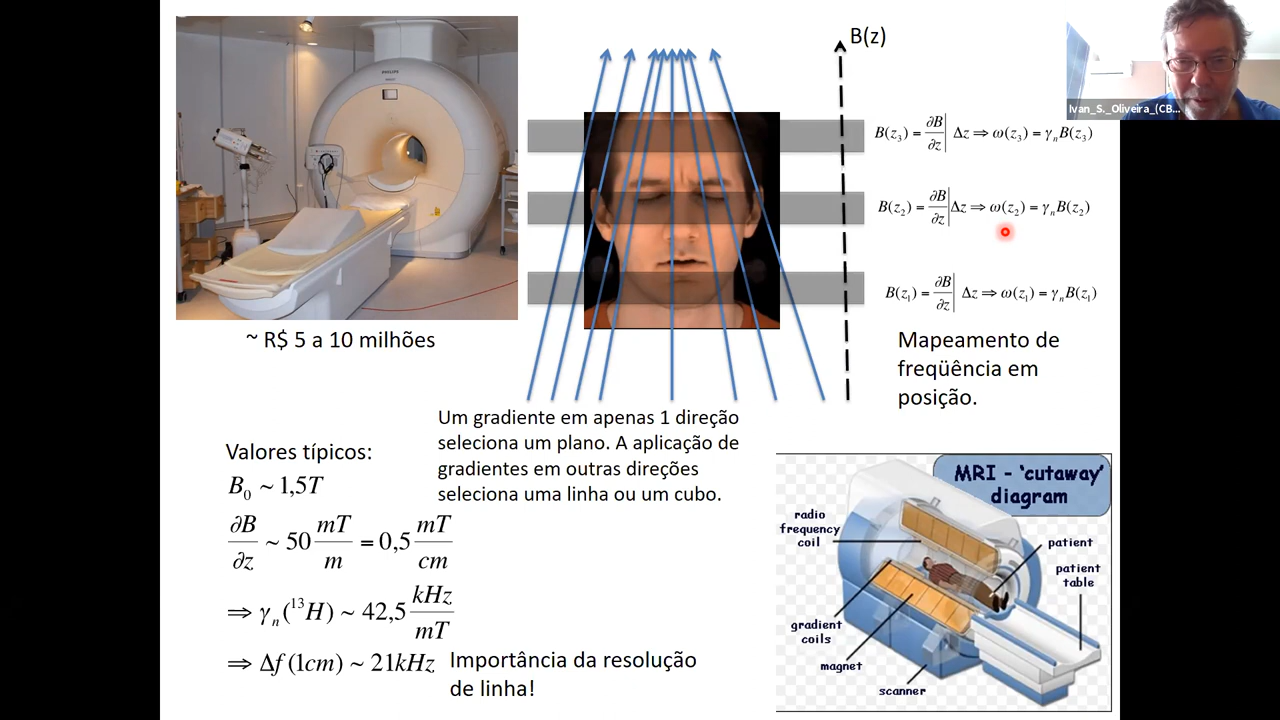 PHILIPS
B(z)
Ivan_S._Oliveira_(CB...
B(z₃) = ∂B/∂z| Δz ⇒ ω(z₃) = γₙB(z₃)
B(z₂) = ∂B/∂z| Δz ⇒ ω(z₂) = γₙB(z₂)
B(z₁) = ∂B/∂z| Δz ⇒ ω(z₁) = γₙB(z₁)
~ R$ 5 a 10 milhões
Mapeamento de
freqüência em
posição.
Um gradiente em apenas 1 direção
seleciona um plano. A aplicação de
gradientes em outras direções
seleciona uma linha ou um cubo.
Valores típicos:
B₀ ~ 1,5T
∂B/∂z ~ 50 mT/m = 0,5 mT/cm
⇒ γₙ(¹³H) ~ 42,5 kHz/mT
⇒ Δf(1cm) ~ 21kHz
Importância da resolução
de linha!
MRI - 'cutaway'
diagram
radio
frequency
coil
patient
patient
table
gradient
coils
magnet
scanner